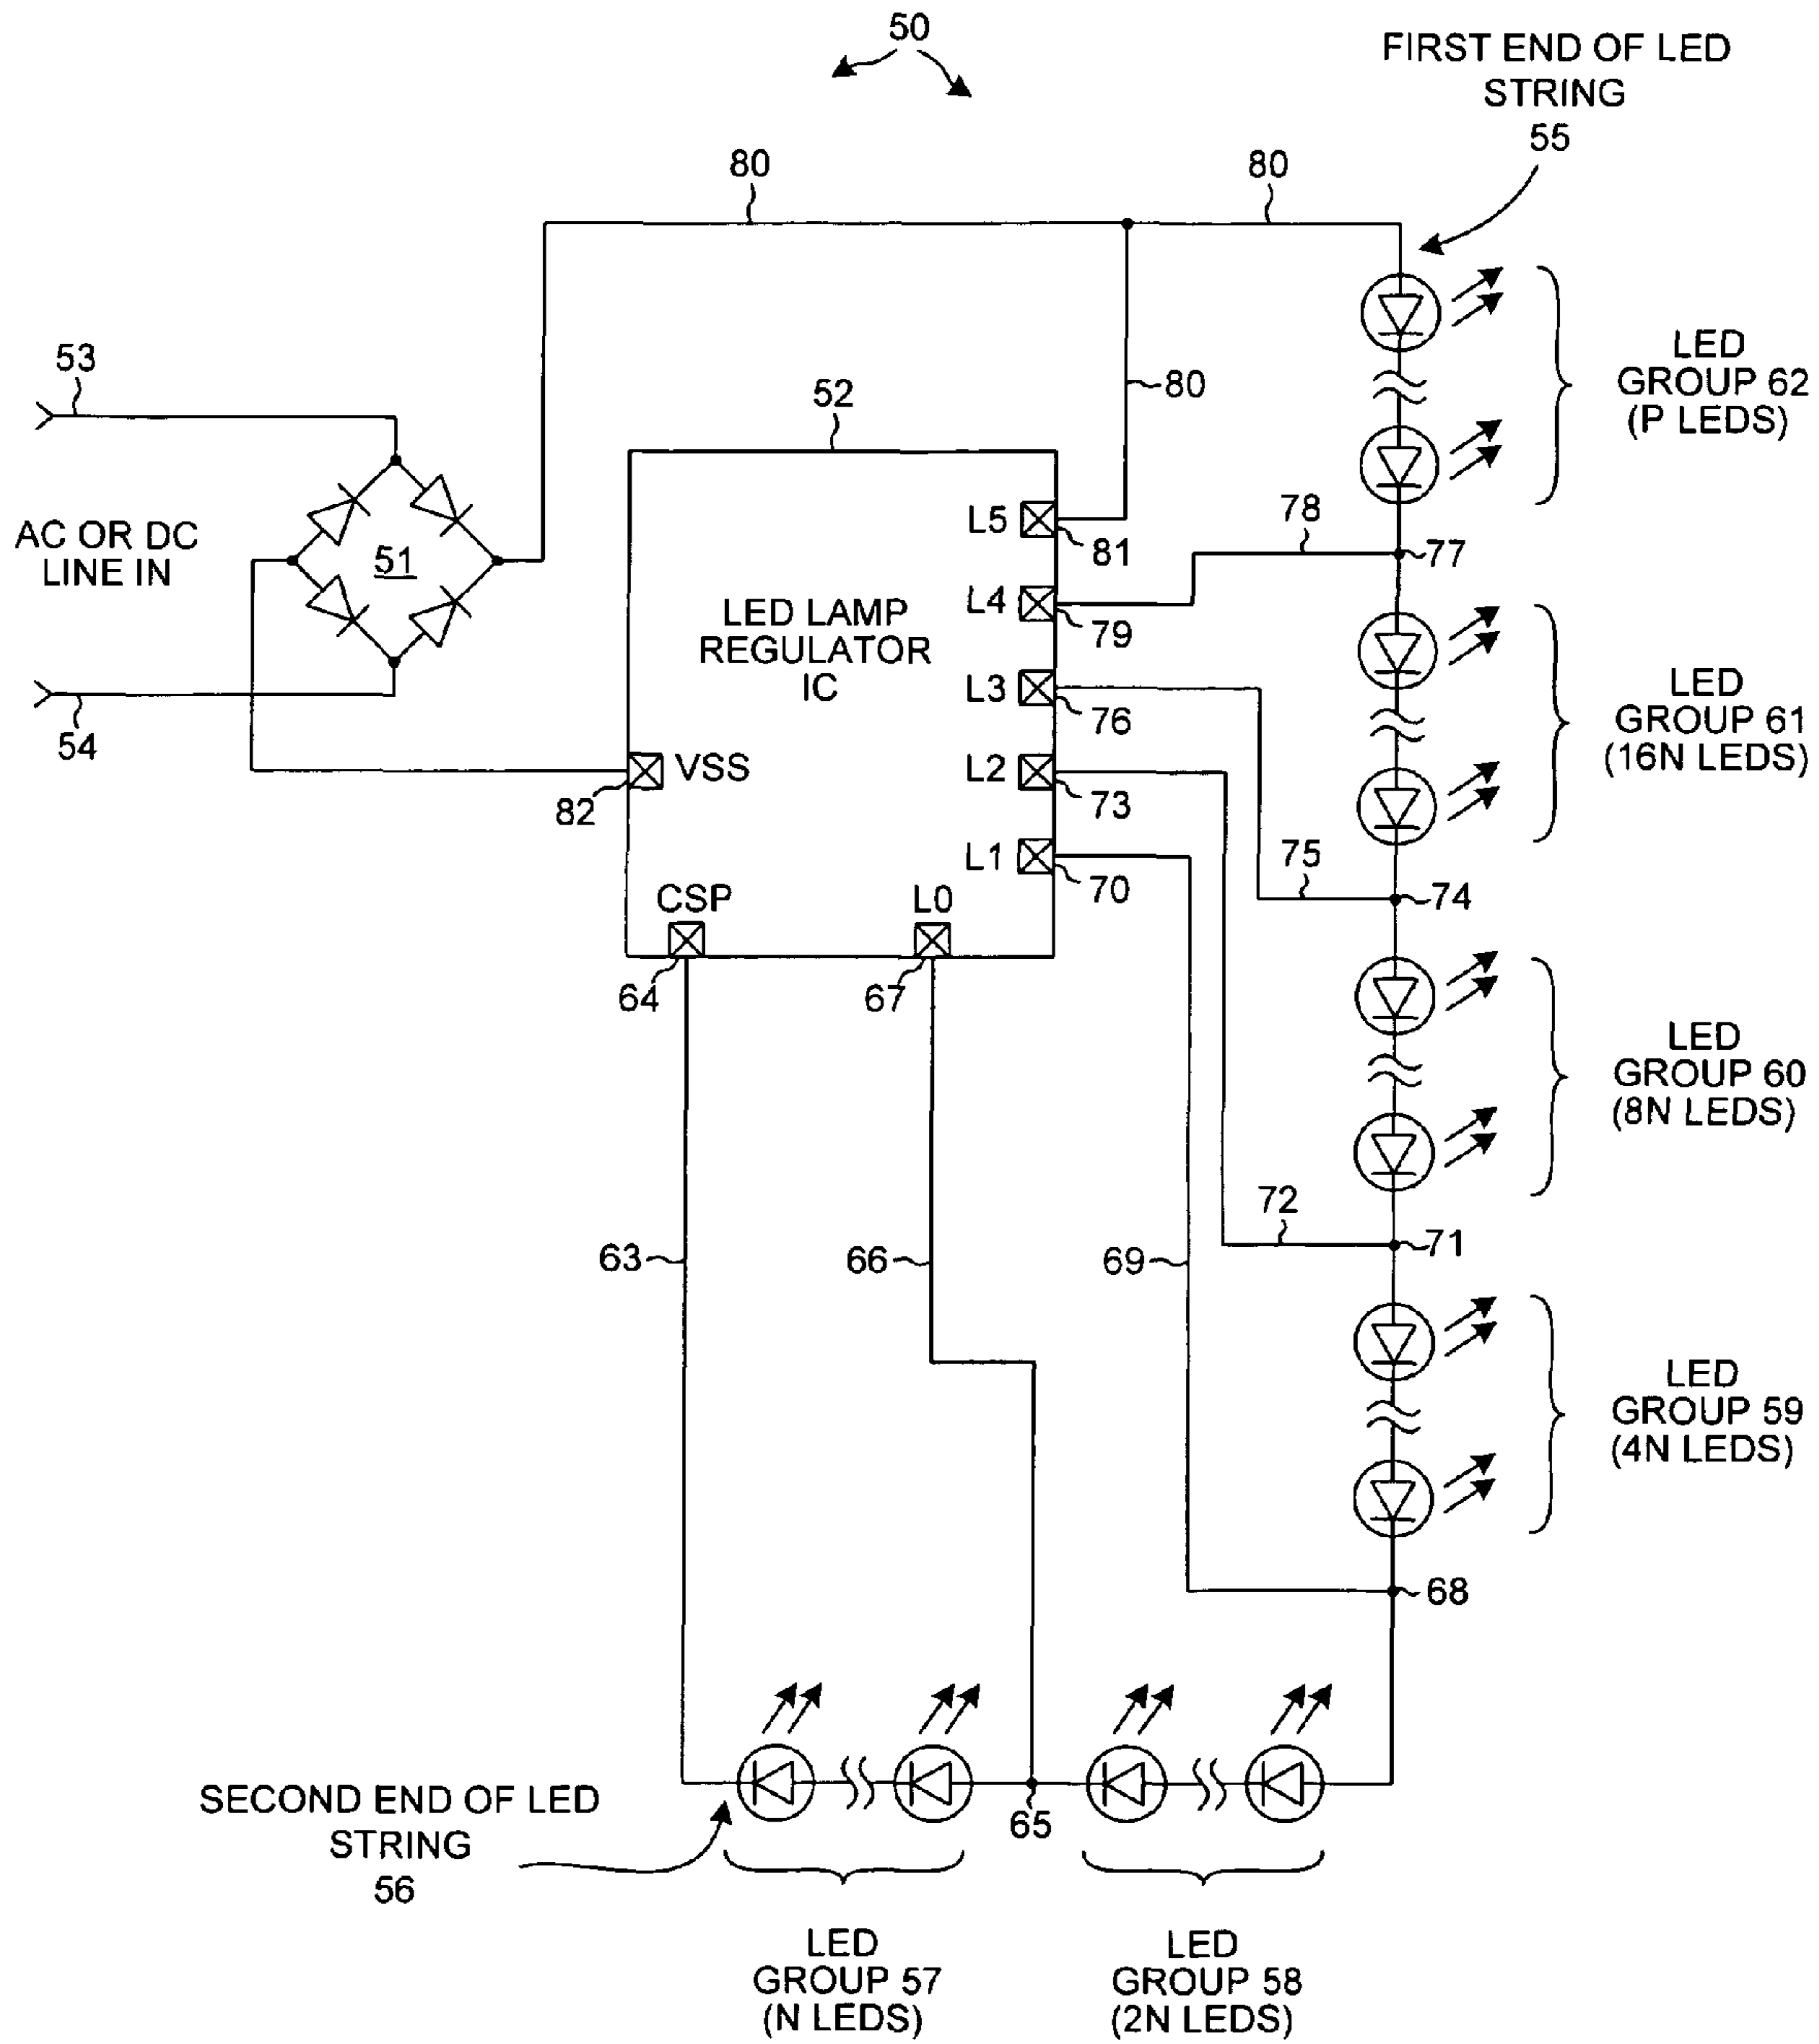 50
FIRST END OF LED
STRING
55
80
80
53
80
52
LED
GROUP 62
(P LEDS)
AC OR DC
LINE IN
51
L5
81
78
77
LED LAMP
REGULATOR
IC
L4
79
LED
GROUP 61
(16N LEDS)
L3
76
54
VSS
82
L2
73
L1
70
75
74
CSP
L0
64
67
LED
GROUP 60
(8N LEDS)
72
71
63
66
69
LED
GROUP 59
(4N LEDS)
68
SECOND END OF LED
STRING
56
65
LED
GROUP 57
(N LEDS)
LED
GROUP 58
(2N LEDS)